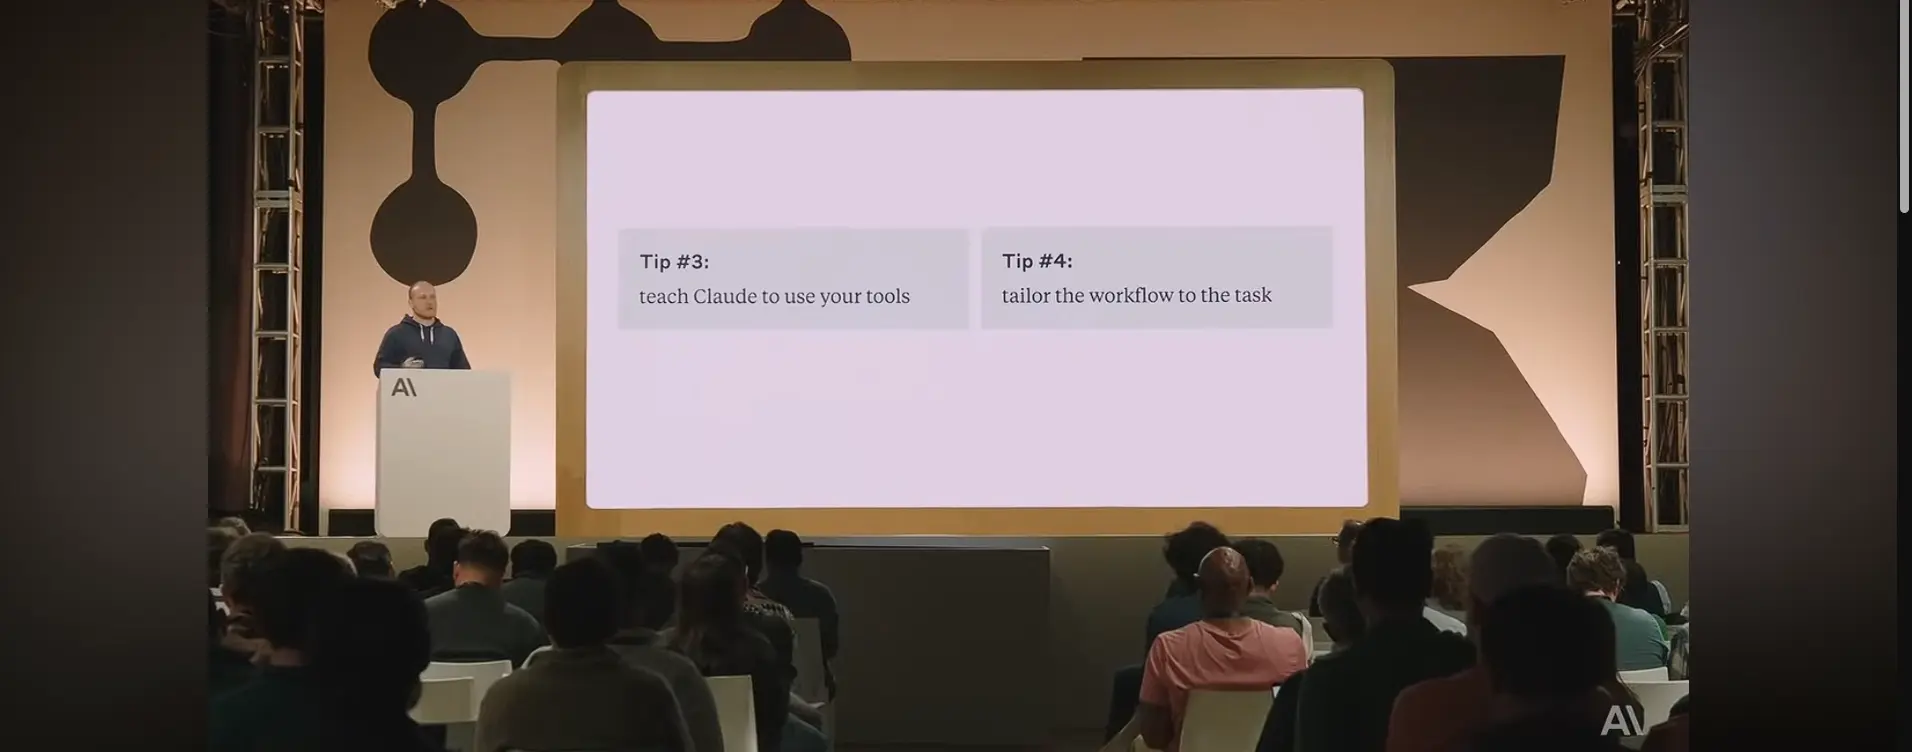 Tip #3:
teach Claude to use your tools
Tip #4:
tailor the workflow to the task
A\
A\